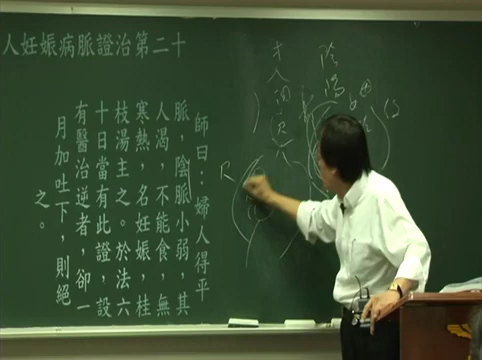 人妊娠病脈證治第二十
師曰：婦人得平
脈，陰脈小弱，其
人渴，不能食，無
寒熱，名妊娠，桂
枝湯主之。於法六
十日當有此證，設
有醫治逆者，卻一
月加吐下，則絕
之。
陰陽
R